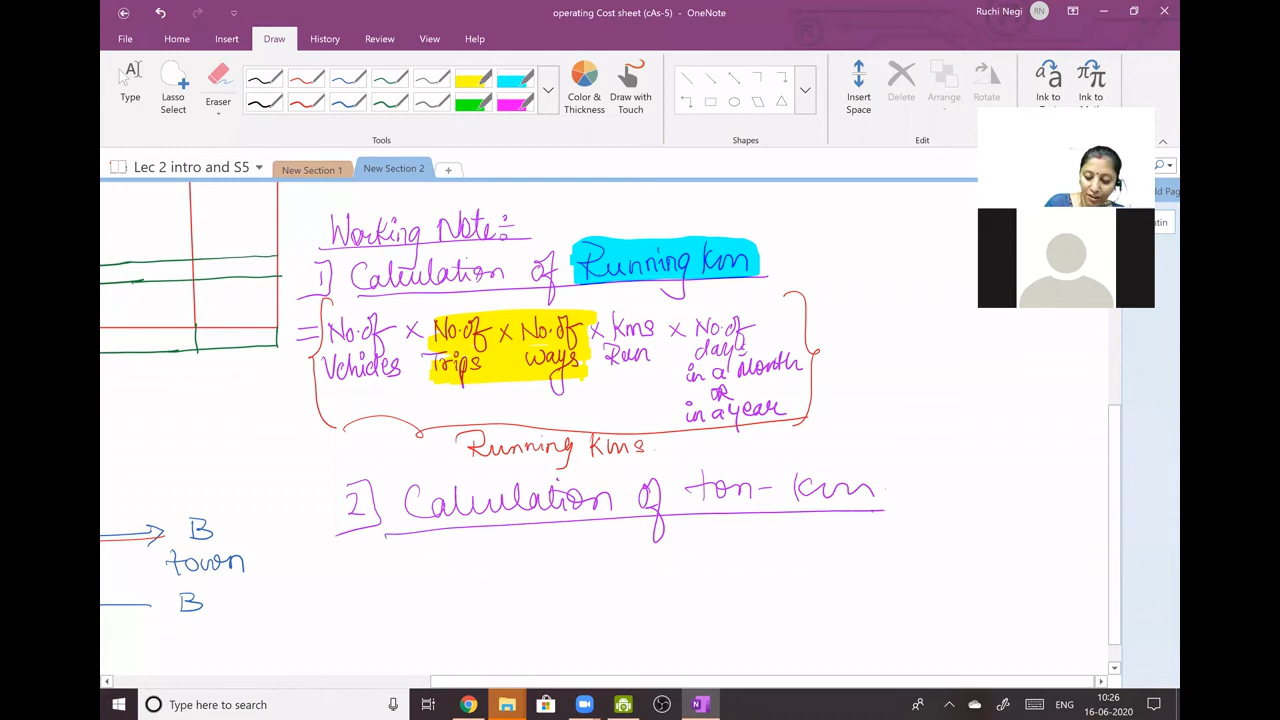 operating Cost sheet (cAs-5) - OneNote
Ruchi Negi
RN
File
Home
Insert
Draw
History
Review
View
Help
Type
Lasso
Select
Eraser
Color &
Thickness
Draw with
Touch
Insert
Space
Delete
Arrange
Rotate
Ink to
Ink to
Tools
Shapes
Edit
Lec 2 intro and S5
New Section 1
New Section 2
Working Note:-
1] Calculation of Running km
= No. of Vehicles × No. of Trips × No. of ways × Kms Run × No. of days in a Month OR in a year
Running Kms.
2] Calculation of ton-km
B
town
B
Type here to search
ENG
10:26
16-06-2020